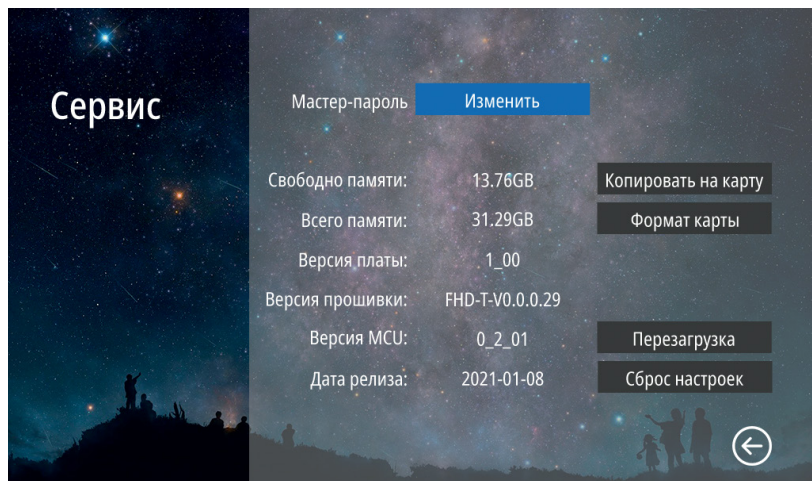 Сервис
Мастер-пароль Изменить
Свободно памяти: 13.76GB Копировать на карту
Всего памяти: 31.29GB Формат карты
Версия платы: 1_00
Версия прошивки: FHD-T-V0.0.0.29
Версия MCU: 0_2_01 Перезагрузка
Дата релиза: 2021-01-08 Сброс настроек